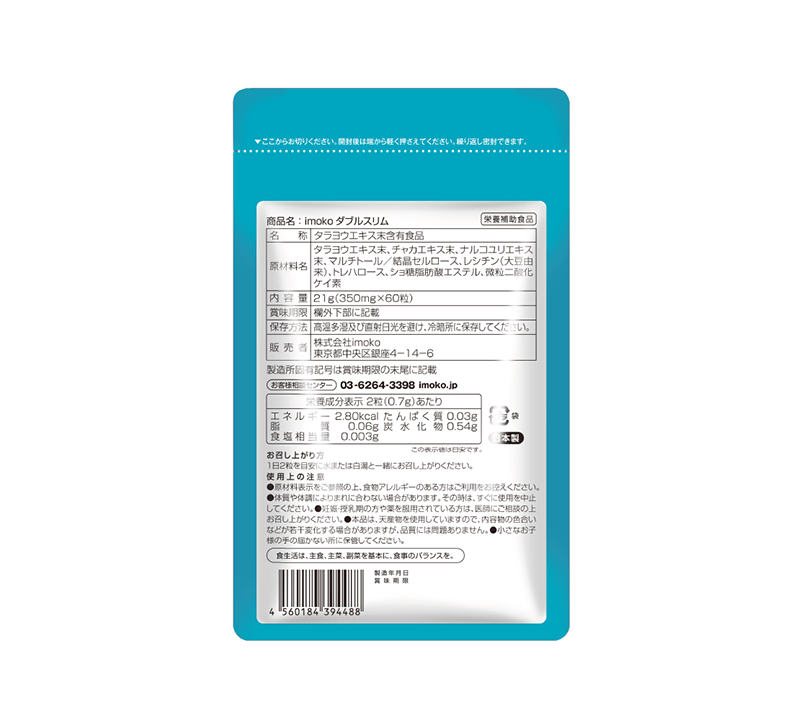 ▼ここからお切りください。開封後は端から軽く押さえてください。繰り返し密封できます。
商品名：imoko ダブルスリム 栄養補助食品
名称 タラヨウエキス末含有食品
原材料名 タラヨウエキス末、チャカエキス末、ナルコユリエキス
末、マルチトール／結晶セルロース、レシチン（大豆由
来）、トレハロース、ショ糖脂肪酸エステル、微粒二酸化
ケイ素
内容量 21g（350mg×60粒）
賞味期限 欄外下部に記載
保存方法 高温多湿及び直射日光を避け、冷暗所に保存してください。
販売者 株式会社imoko
東京都中央区銀座4−14−6
製造所固有記号は賞味期限の末尾に記載
お客様相談センター 03-6264-3398 imoko.jp
栄養成分表示 2粒（0.7g）あたり
エネルギー 2.80kcal たんぱく質 0.03g
脂質 0.06g 炭水化物 0.54g
食塩相当量 0.003g
この表示値は目安です。
プラ 袋
日本製
お召し上がり方
1日2粒を目安に水または白湯と一緒にお召し上がりください。
使用上の注意
●原材料表示をご参照の上、食物アレルギーのある方はご利用をお控えください。
●体質や体調によりまれに合わない場合があります。その時は、すぐに使用を中止
してください。●妊娠・授乳期の方や薬を服用されている方は、医師にご相談の上
お召し上がりください。●本品は、天産物を使用していますので、内容物の色合い
などが若干変化する場合がありますが、品質には問題ありません。●小さなお子
様の手の届かない所に保管してください。
食生活は、主食、主菜、副菜を基本に、食事のバランスを。
製造年月日
賞味期限
4 560184 394488